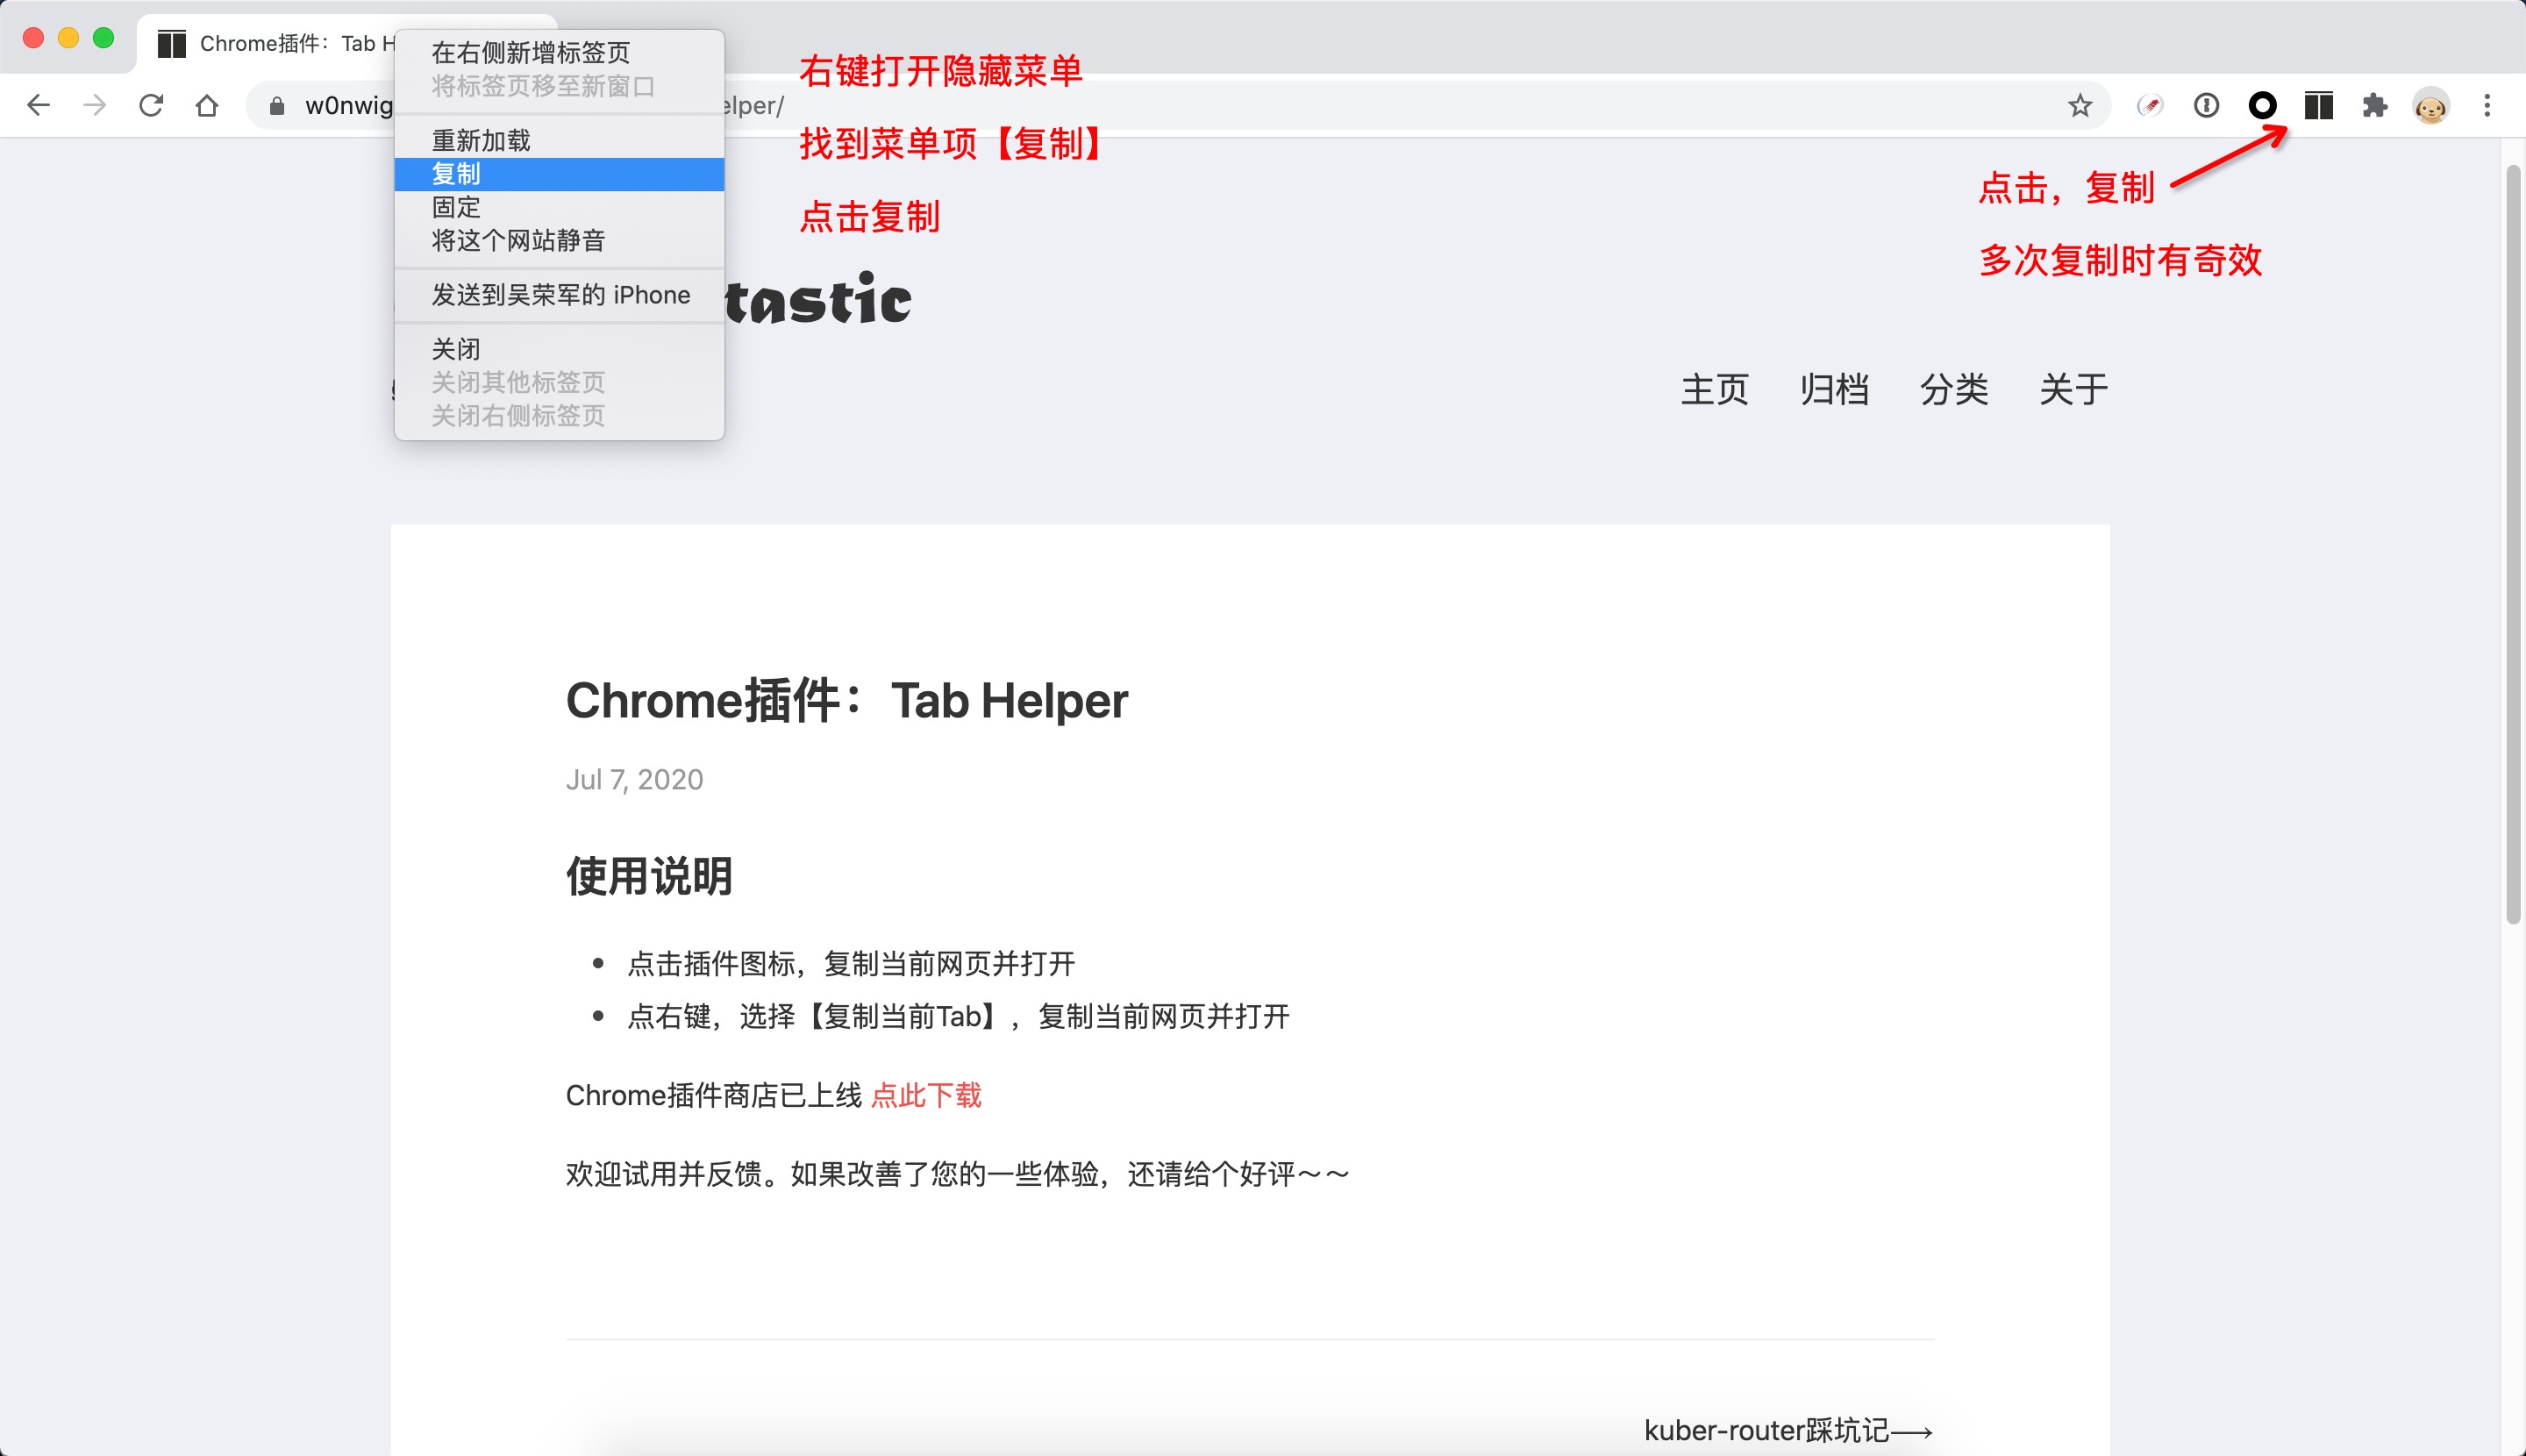 Chrome插件：Tab H
在右侧新增标签页
将标签页移至新窗口
重新加载
复制
固定
将这个网站静音
发送到吴荣军的 iPhone
关闭
关闭其他标签页
关闭右侧标签页
w0nwig
elper/
右键打开隐藏菜单
找到菜单项【复制】
点击复制
点击，复制
多次复制时有奇效
tastic
主页 归档 分类 关于
Chrome插件：Tab Helper
Jul 7, 2020
使用说明
• 点击插件图标，复制当前网页并打开
• 点右键，选择【复制当前Tab】，复制当前网页并打开
Chrome插件商店已上线 点此下载
欢迎试用并反馈。如果改善了您的一些体验，还请给个好评～～
kuber-router踩坑记⟶